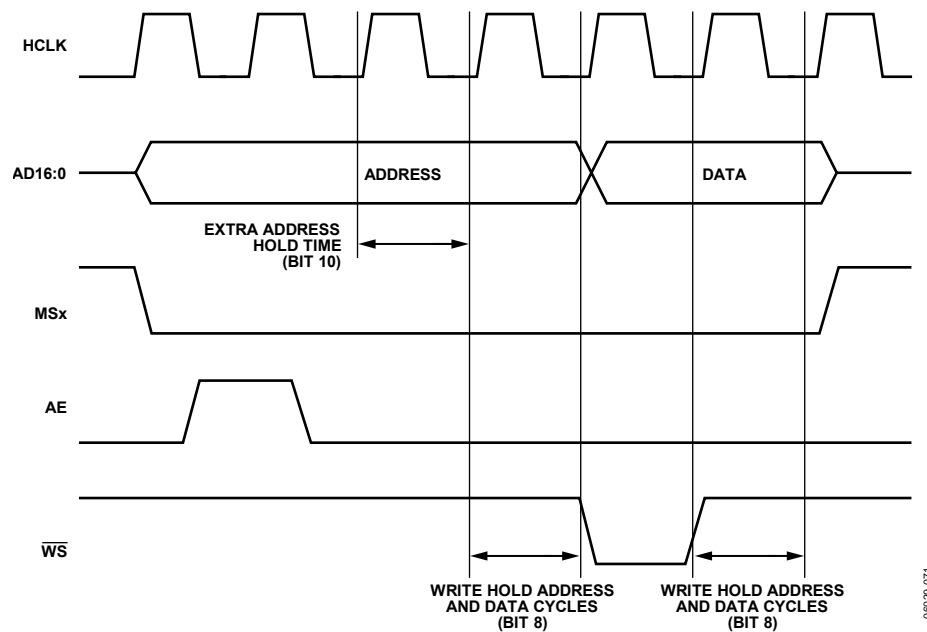 HCLK
AD16:0
ADDRESS
DATA
EXTRA ADDRESS
HOLD TIME
(BIT 10)
MSx
AE
WS
WRITE HOLD ADDRESS
AND DATA CYCLES
(BIT 8)
WRITE HOLD ADDRESS
AND DATA CYCLES
(BIT 8)